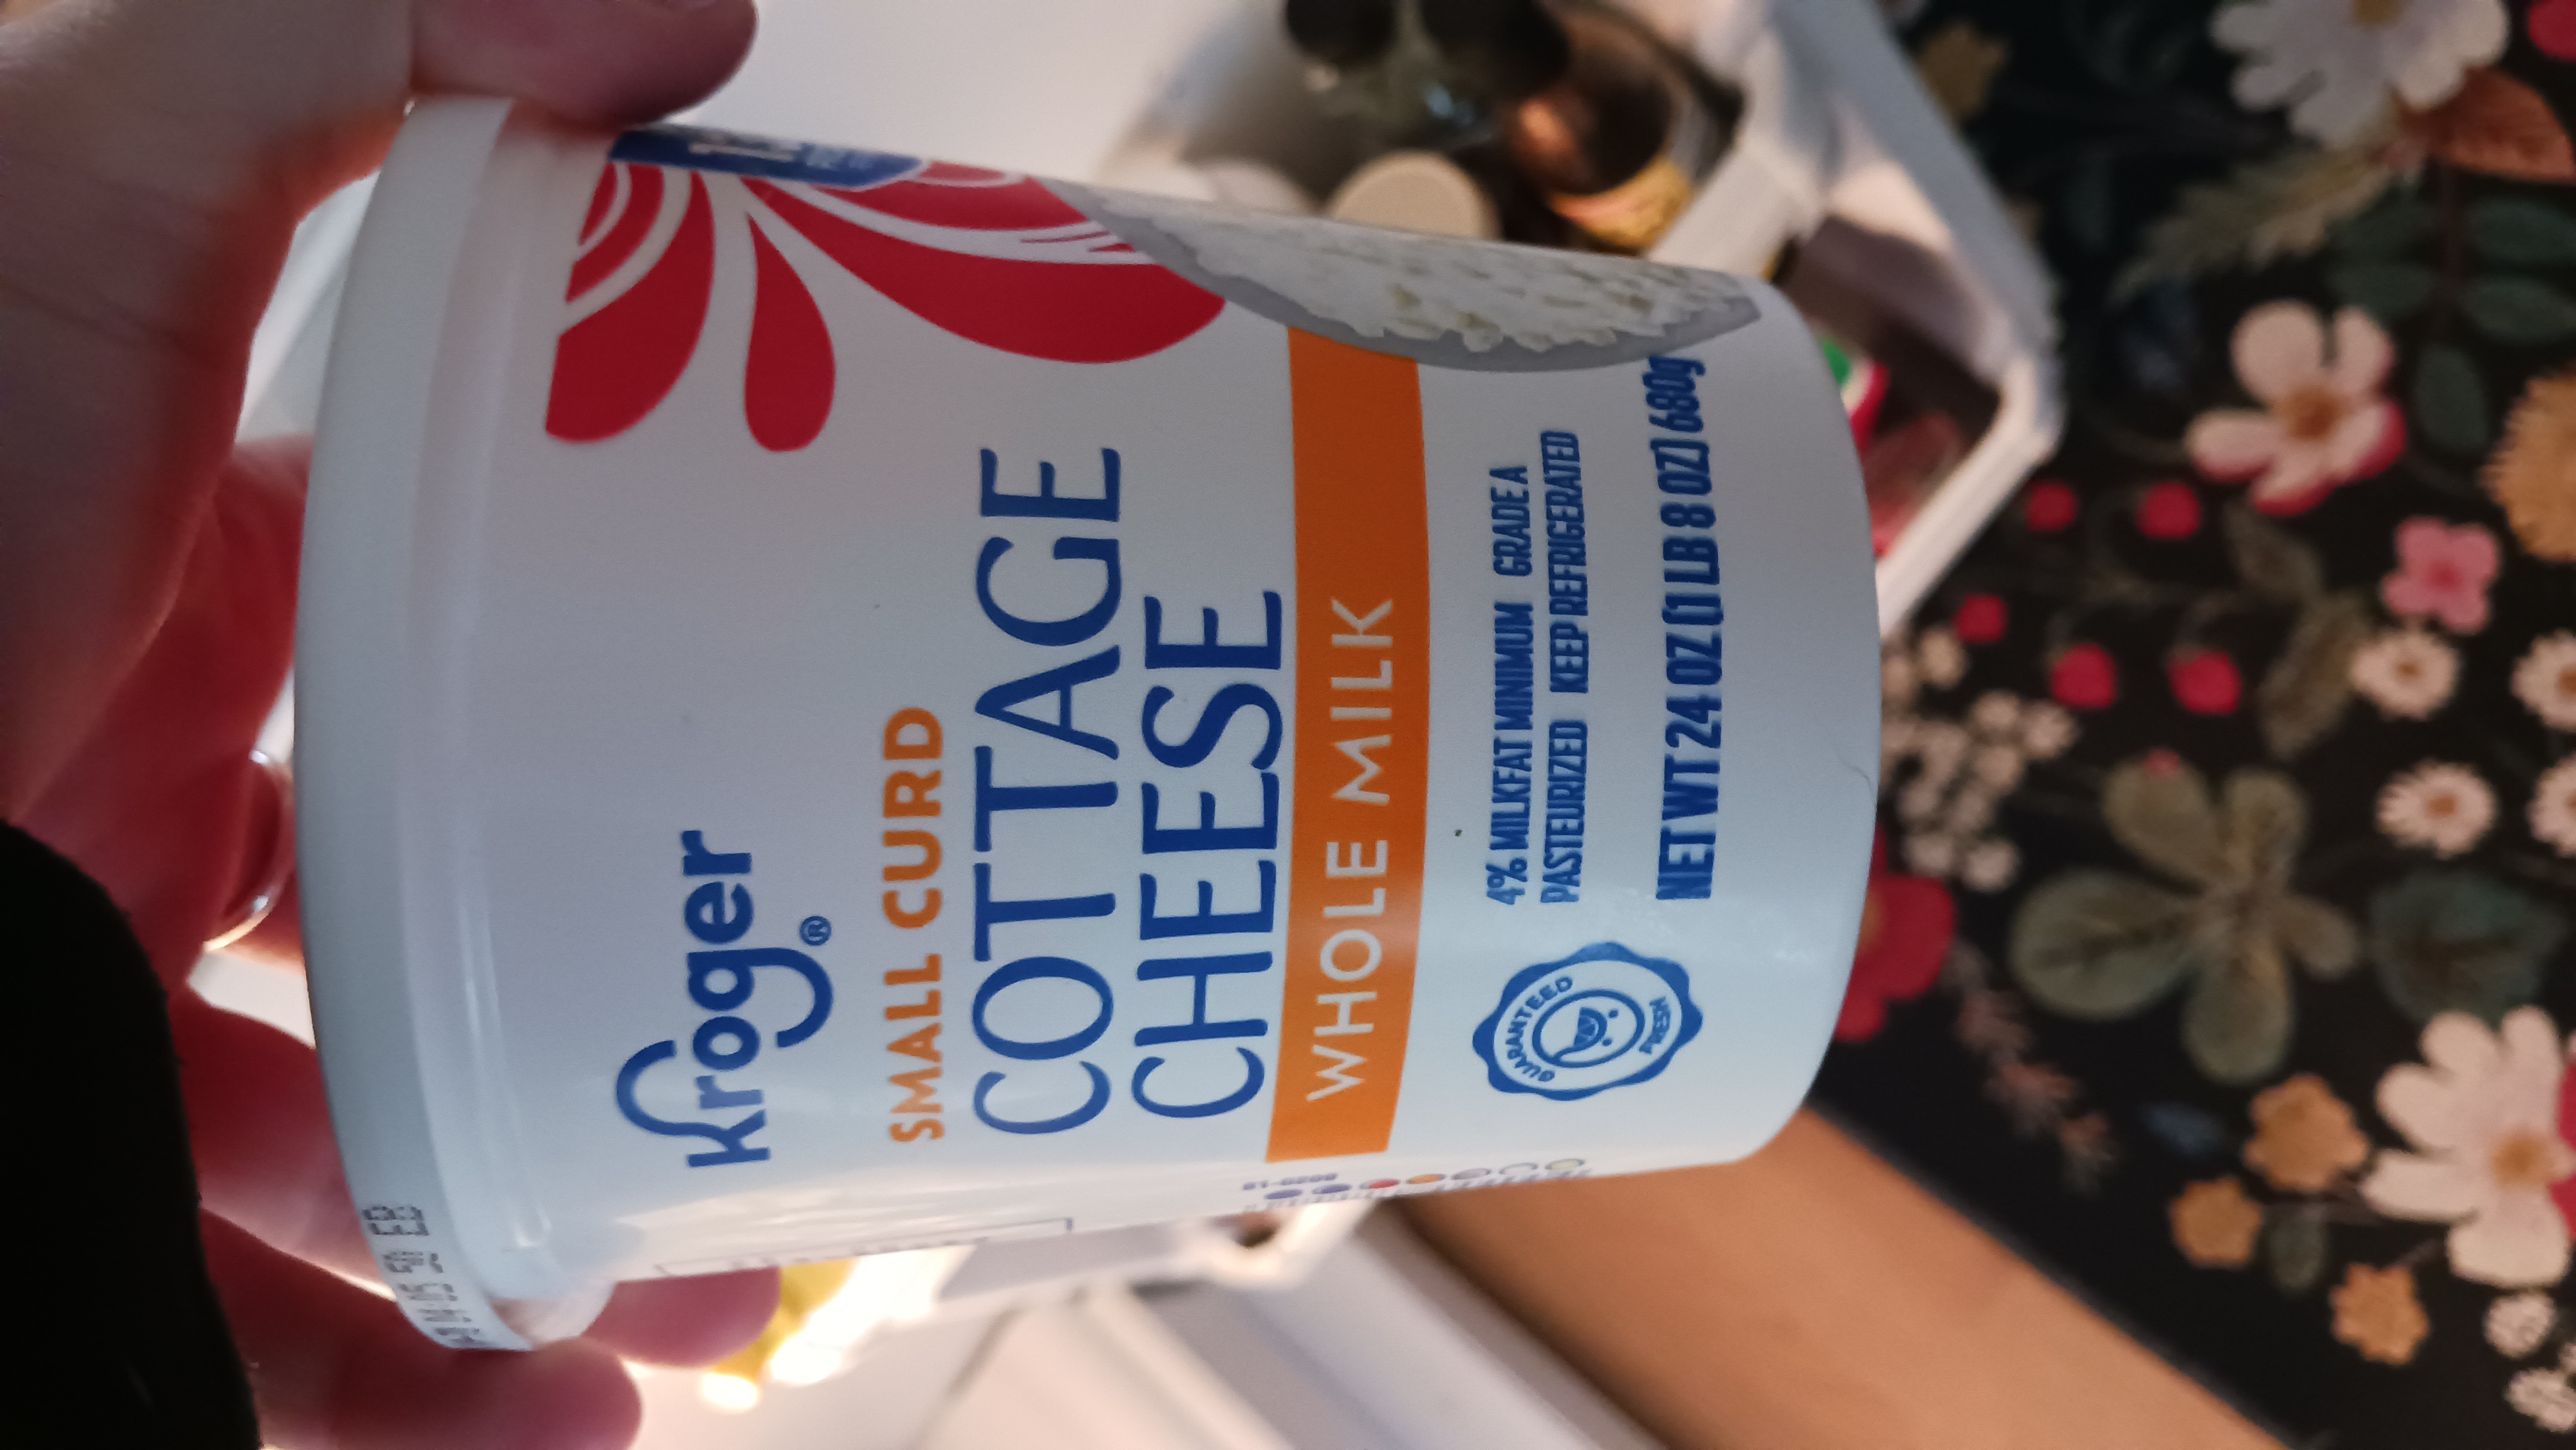 Kroger®
SMALL CURD
COTTAGE
CHEESE
WHOLE MILK
4% MILKFAT MINIMUM GRADE A
PASTEURIZED KEEP REFRIGERATED
NET WT 24 OZ (1 LB 8 OZ) 680g
GUARANTEED
FRESH